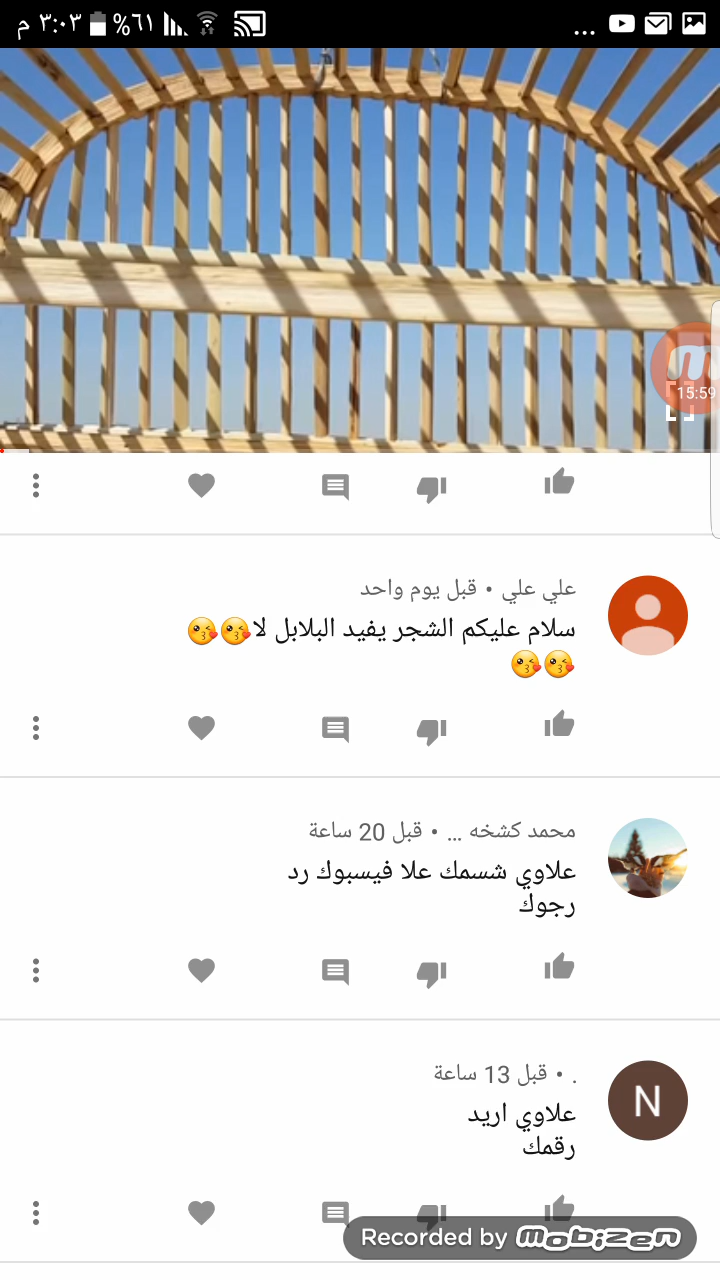 ٣:٠٣ م
%٦١
15:59
علي علي • قبل يوم واحد
سلام عليكم الشجر يفيد البلابل لا😘😘
😘😘
محمد كشخه ... • قبل 20 ساعة
علاوي شسمك علا فيسبوك رد
رجوك
. • قبل 13 ساعة
N
علاوي اريد
رقمك
Recorded by mobizen